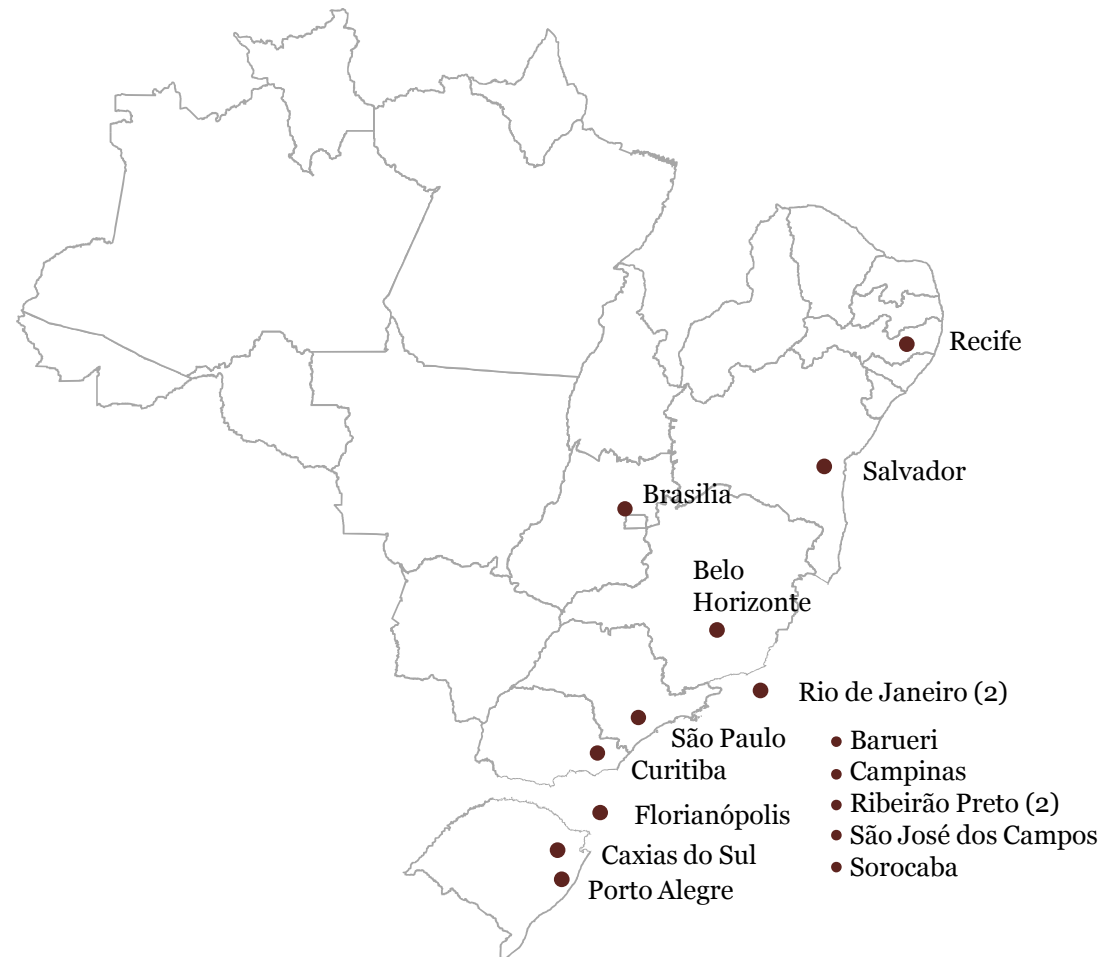 Recife
Salvador
Brasilia
Belo
Horizonte
Rio de Janeiro (2)
São Paulo
Curitiba
Florianópolis
Caxias do Sul
Porto Alegre
• Barueri
• Campinas
• Ribeirão Preto (2)
• São José dos Campos
• Sorocaba